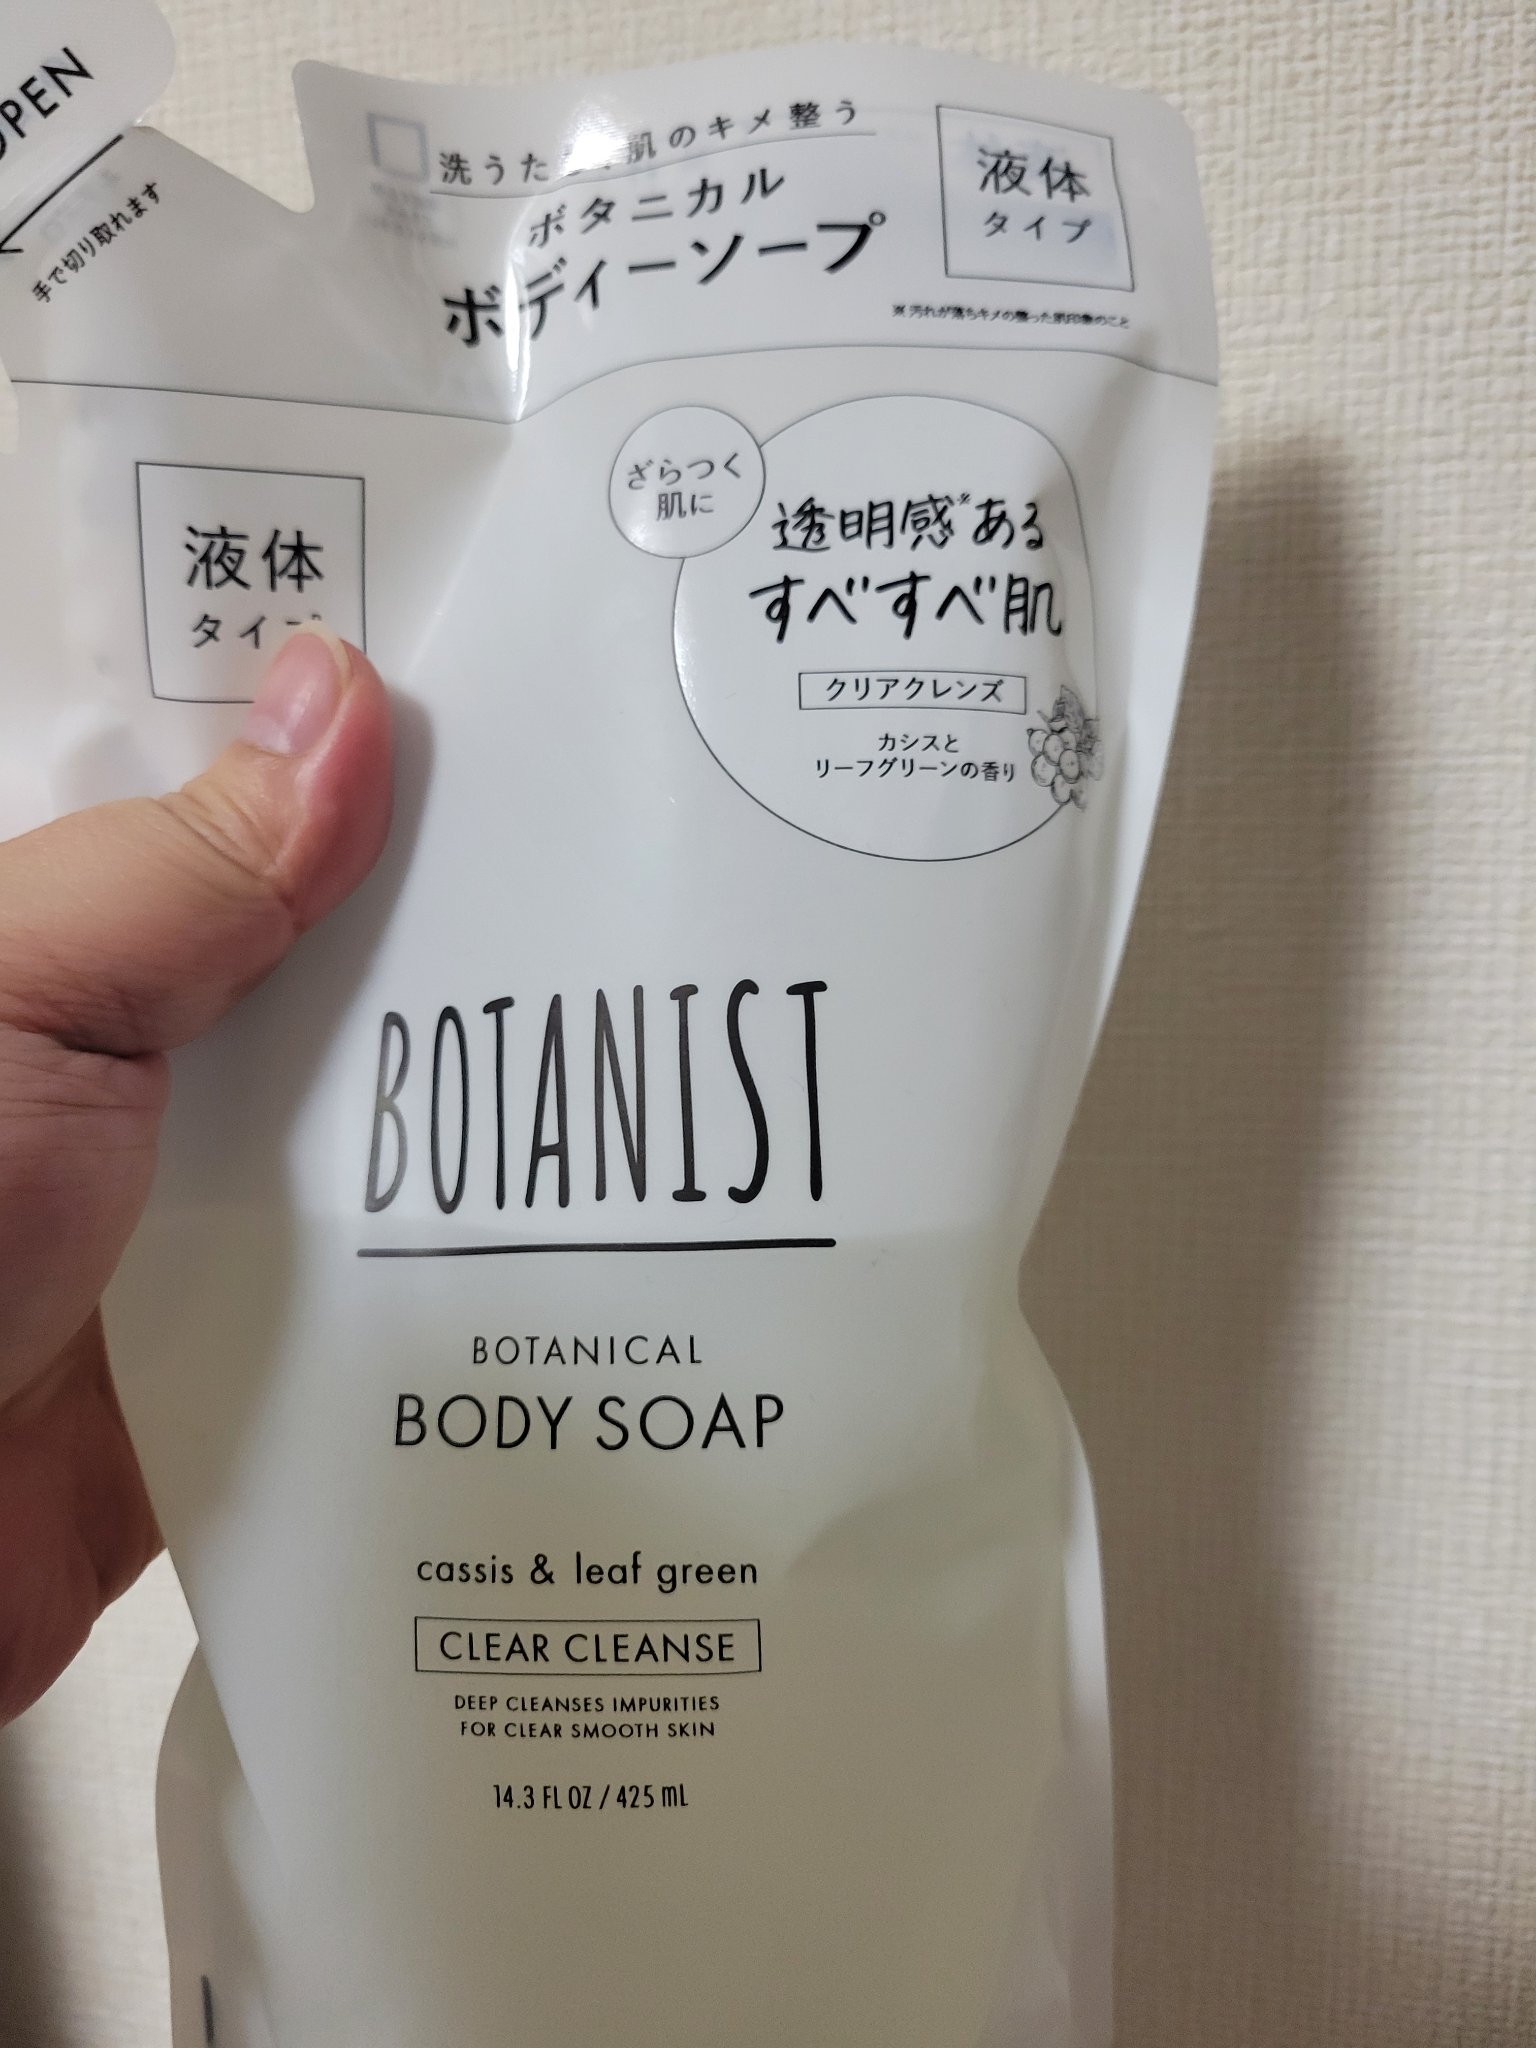 OPEN
手で切り取れます
洗うたび 肌のキメ整う
ボタニカル
ボディーソープ
液体
タイプ
※汚れが落ちキメの整った肌印象のこと
液体
タイ
ざらつく
肌に
透明感※ある
すべすべ肌
クリアクレンズ
カシスと
リーフグリーンの香り
BOTANIST
BOTANICAL
BODY SOAP
cassis & leaf green
CLEAR CLEANSE
DEEP CLEANSES IMPURITIES
FOR CLEAR SMOOTH SKIN
14.3 FL OZ / 425 mL